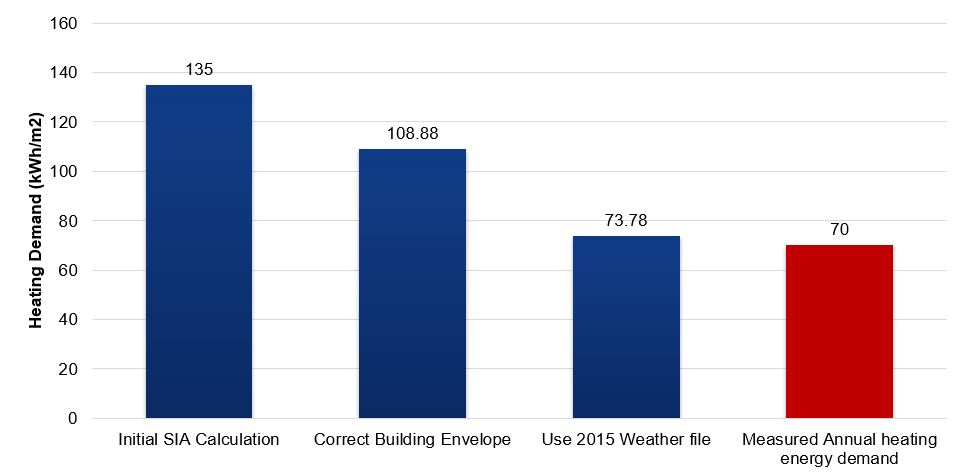 160
140
120
100
80
60
40
20
0
Heating Demand (kWh/m2)
135
108.88
73.78
70
Initial SIA Calculation
Correct Building Envelope
Use 2015 Weather file
Measured Annual heating
energy demand